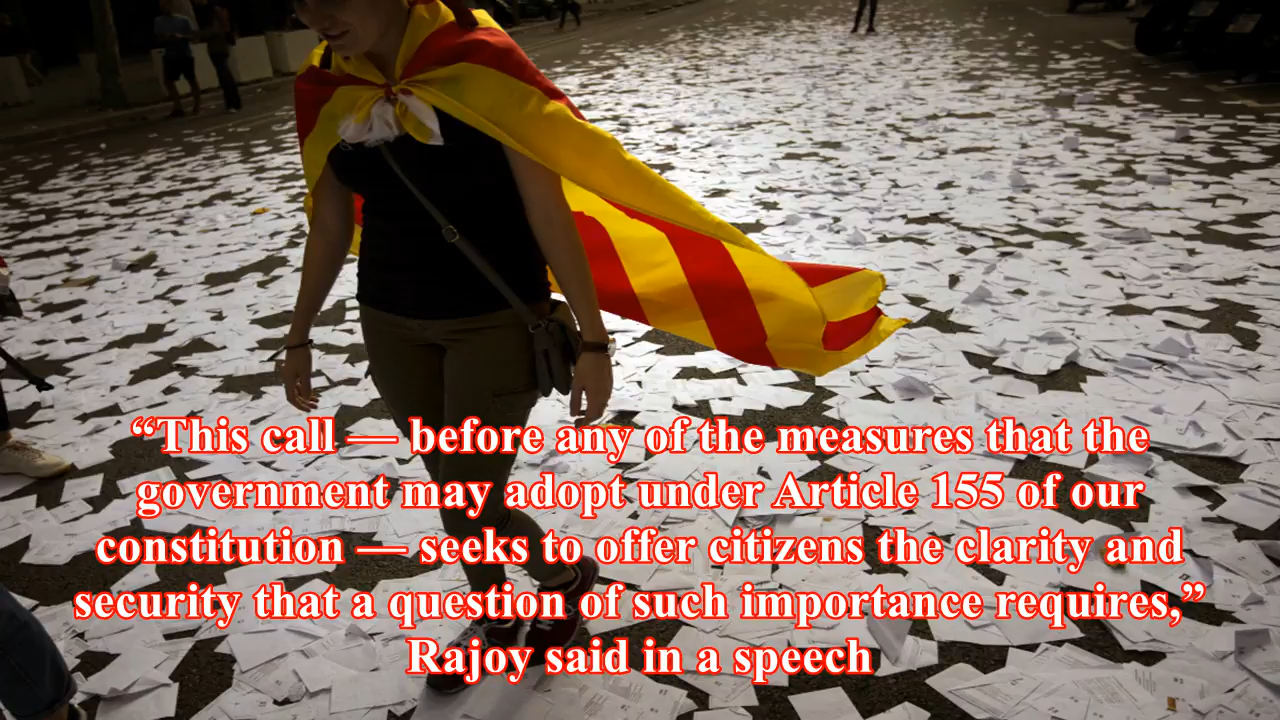 “This call — before any of the measures that the
government may adopt under Article 155 of our
constitution — seeks to offer citizens the clarity and
security that a question of such importance requires,”
Rajoy said in a speech